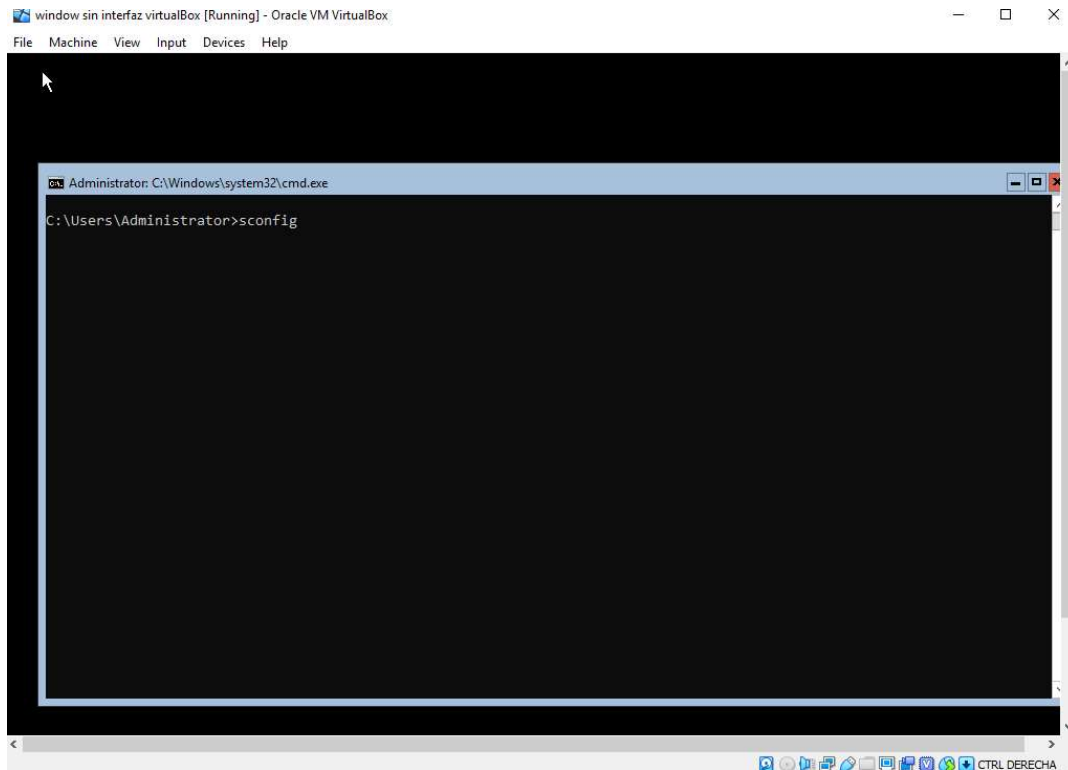 window sin interfaz virtualBox [Running] - Oracle VM VirtualBox
File Machine View Input Devices Help
Administrator: C:\Windows\system32\cmd.exe
C:\Users\Administrator>sconfig
CTRL DERECHA